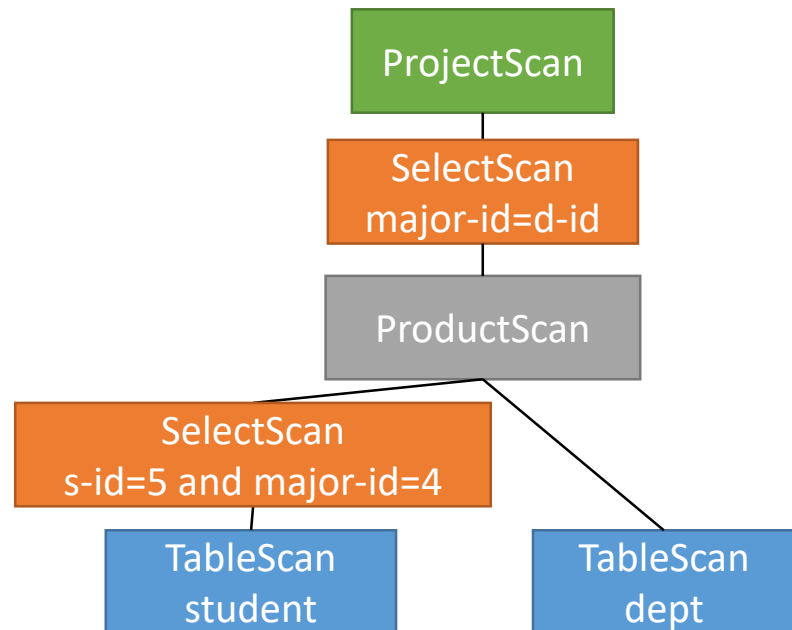 ProjectScan
SelectScan
major-id=d-id
ProductScan
SelectScan
s-id=5 and major-id=4
TableScan
student
TableScan
dept